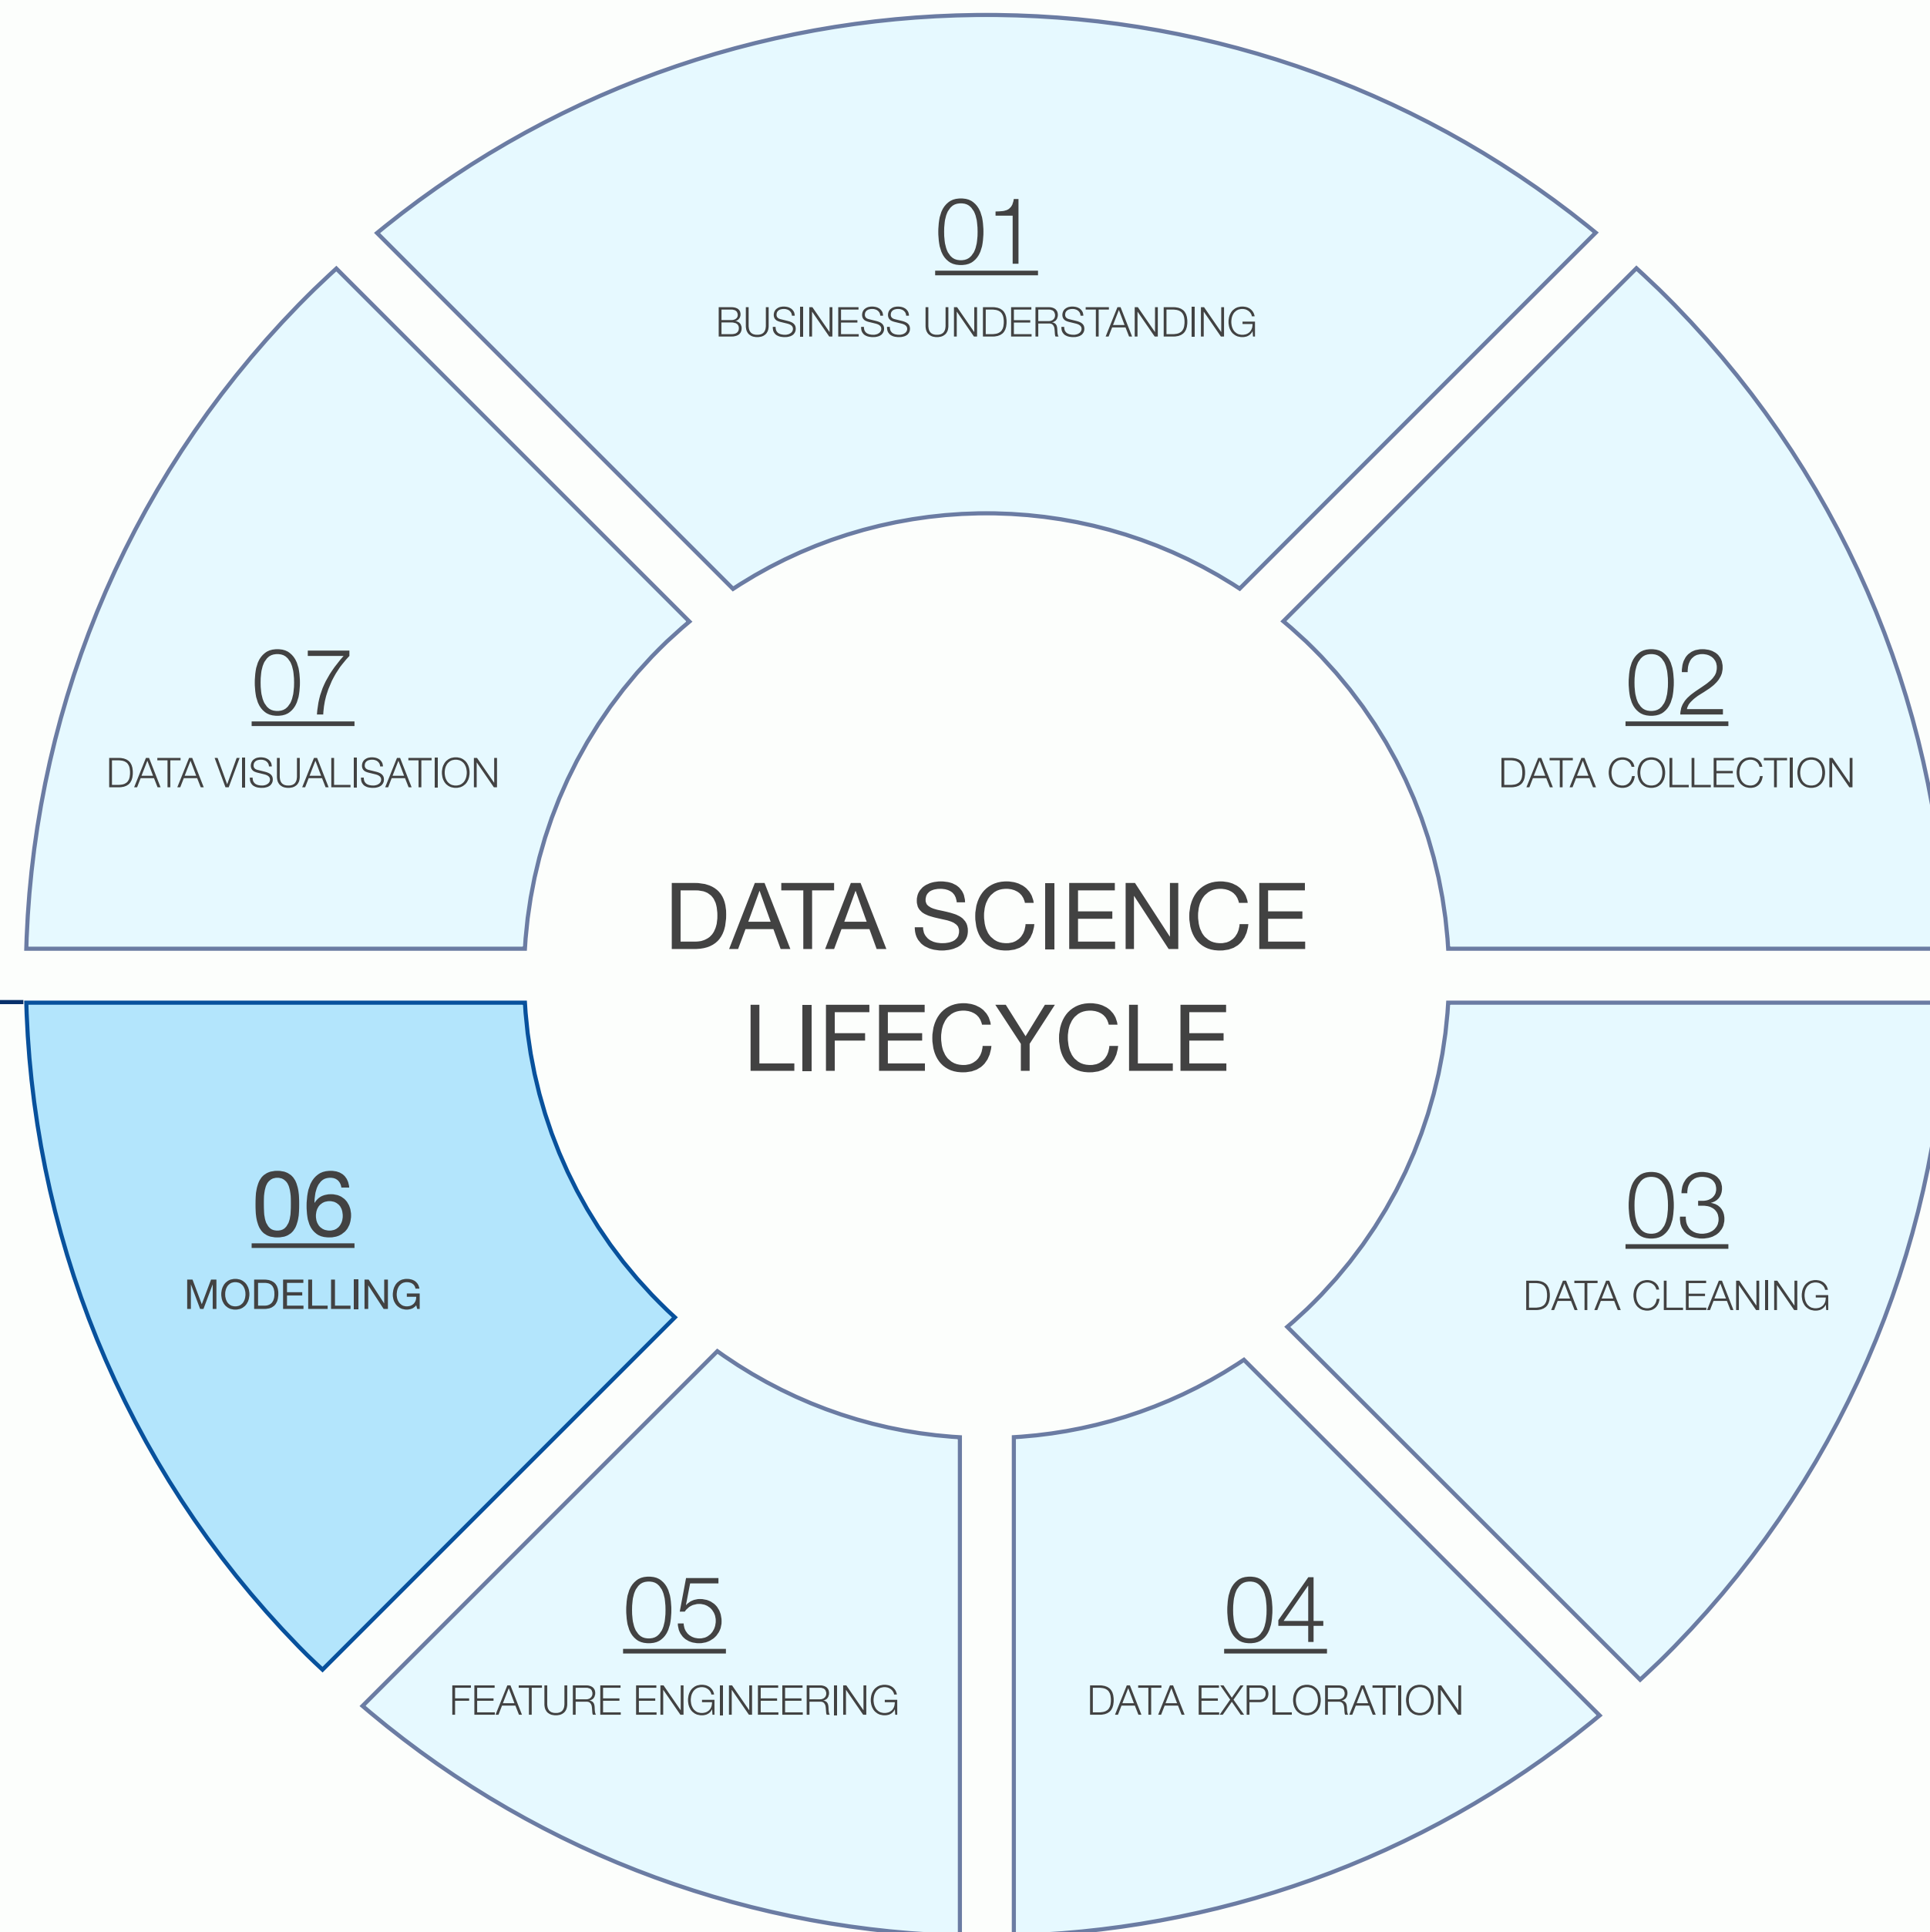 01
BUSINESS UNDERSTANDING
07
DATA VISUALISATION
02
DATA COLLECTION
DATA SCIENCE
LIFECYCLE
06
MODELLING
03
DATA CLEANING
05
FEATURE ENGINEERING
04
DATA EXPLORATION